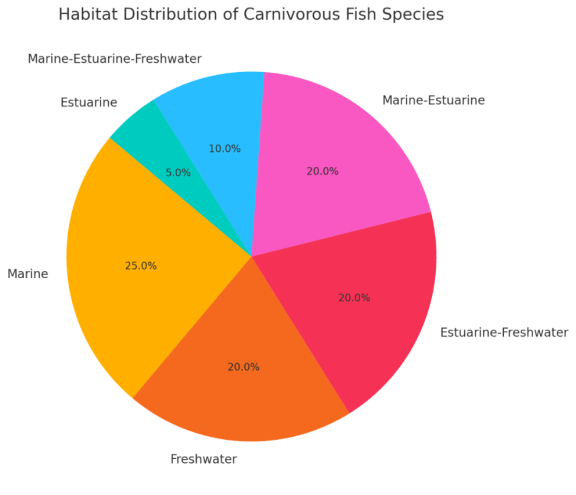 Habitat Distribution of Carnivorous Fish Species
Marine-Estuarine-Freshwater
Estuarine
Marine-Estuarine
10.0%
5.0%
20.0%
Marine
25.0%
20.0%
Estuarine-Freshwater
20.0%
Freshwater